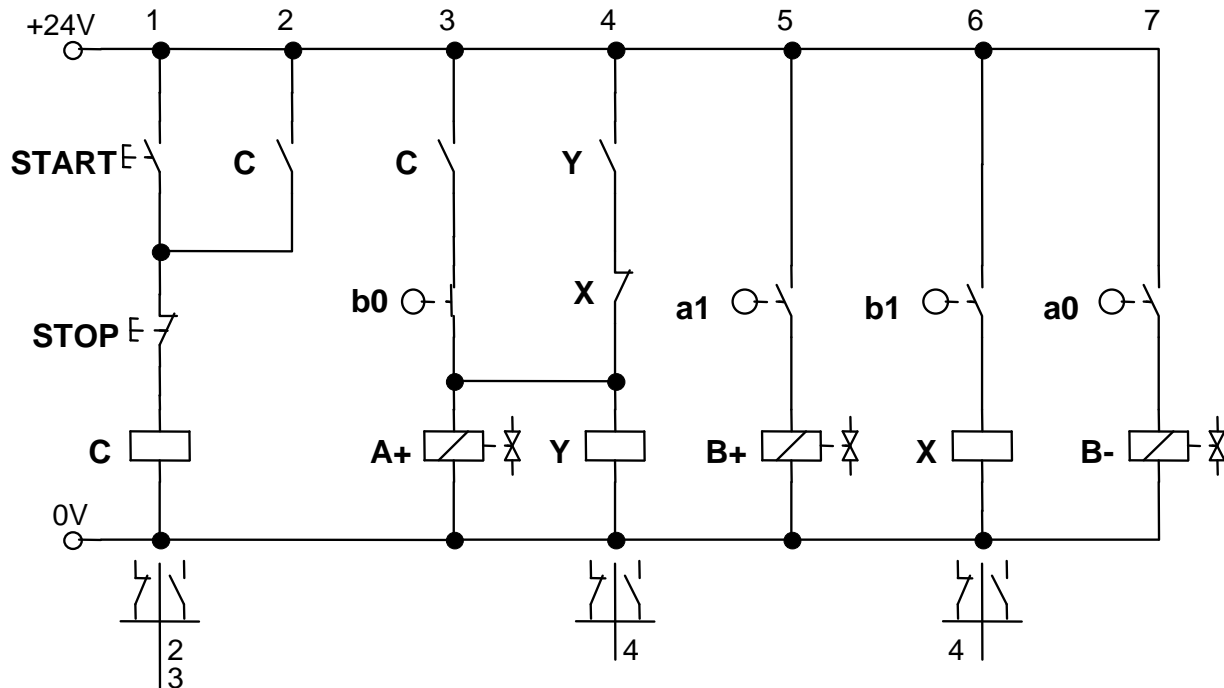 1 2 3 4 5 6 7
+24V
START C C Y
b0 X a1 b1 a0
STOP
C A+ Y B+ X B-
0V
2 4 4
3